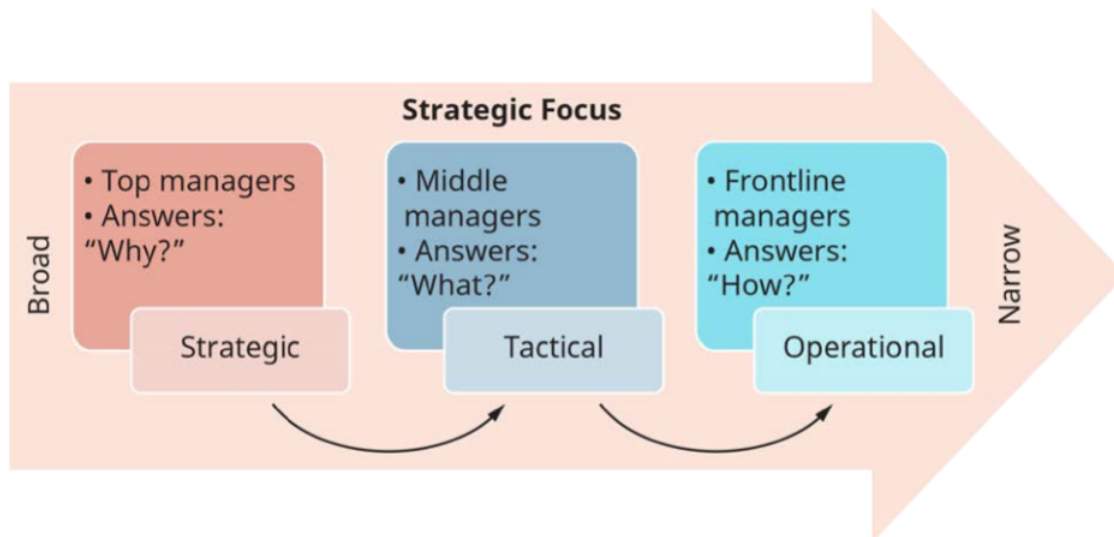 Strategic Focus
Broad
• Top managers
• Answers:
“Why?”
Strategic
• Middle
managers
• Answers:
“What?”
Tactical
• Frontline
managers
• Answers:
“How?”
Operational
Narrow